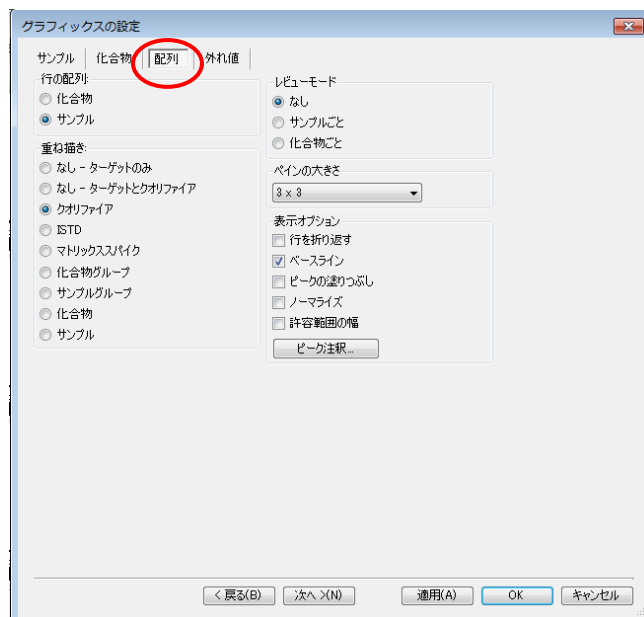 グラフィックスの設定
サンプル 化合物 配列 外れ値
行の配列:
化合物
サンプル
重ね描き:
なし - ターゲットのみ
なし - ターゲットとクオリファイア
クオリファイア
ISTD
マトリックススパイク
化合物グループ
サンプルグループ
化合物
サンプル
レビューモード
なし
サンプルごと
化合物ごと
ペインの大きさ
3 x 3
表示オプション
行を折り返す
ベースライン
ピークの塗りつぶし
ノーマライズ
許容範囲の幅
ピーク注釈...
< 戻る(B) 次へ >(N) 適用(A) OK キャンセル